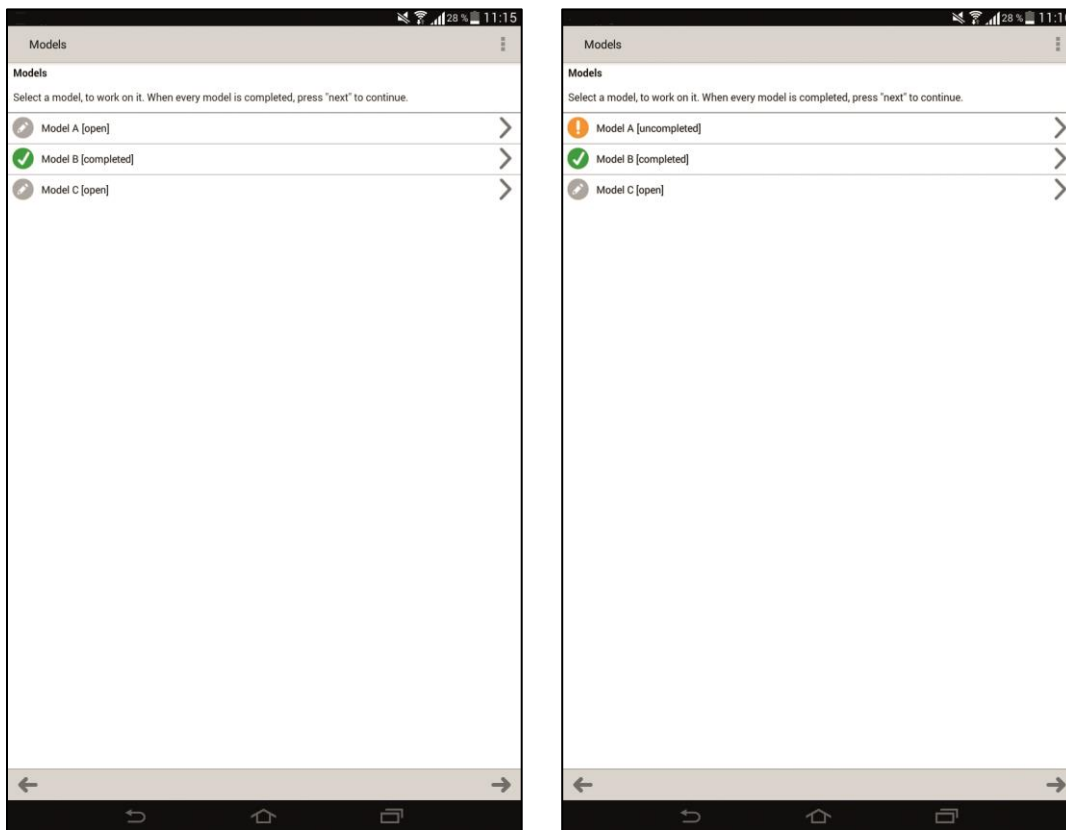 28 % 11:15
Models
Models
Select a model, to work on it. When every model is completed, press "next" to continue.
Model A [open]
Model B [completed]
Model C [open]
28 %
Models
Models
Select a model, to work on it. When every model is completed, press "next" to continue.
Model A [uncompleted]
Model B [completed]
Model C [open]